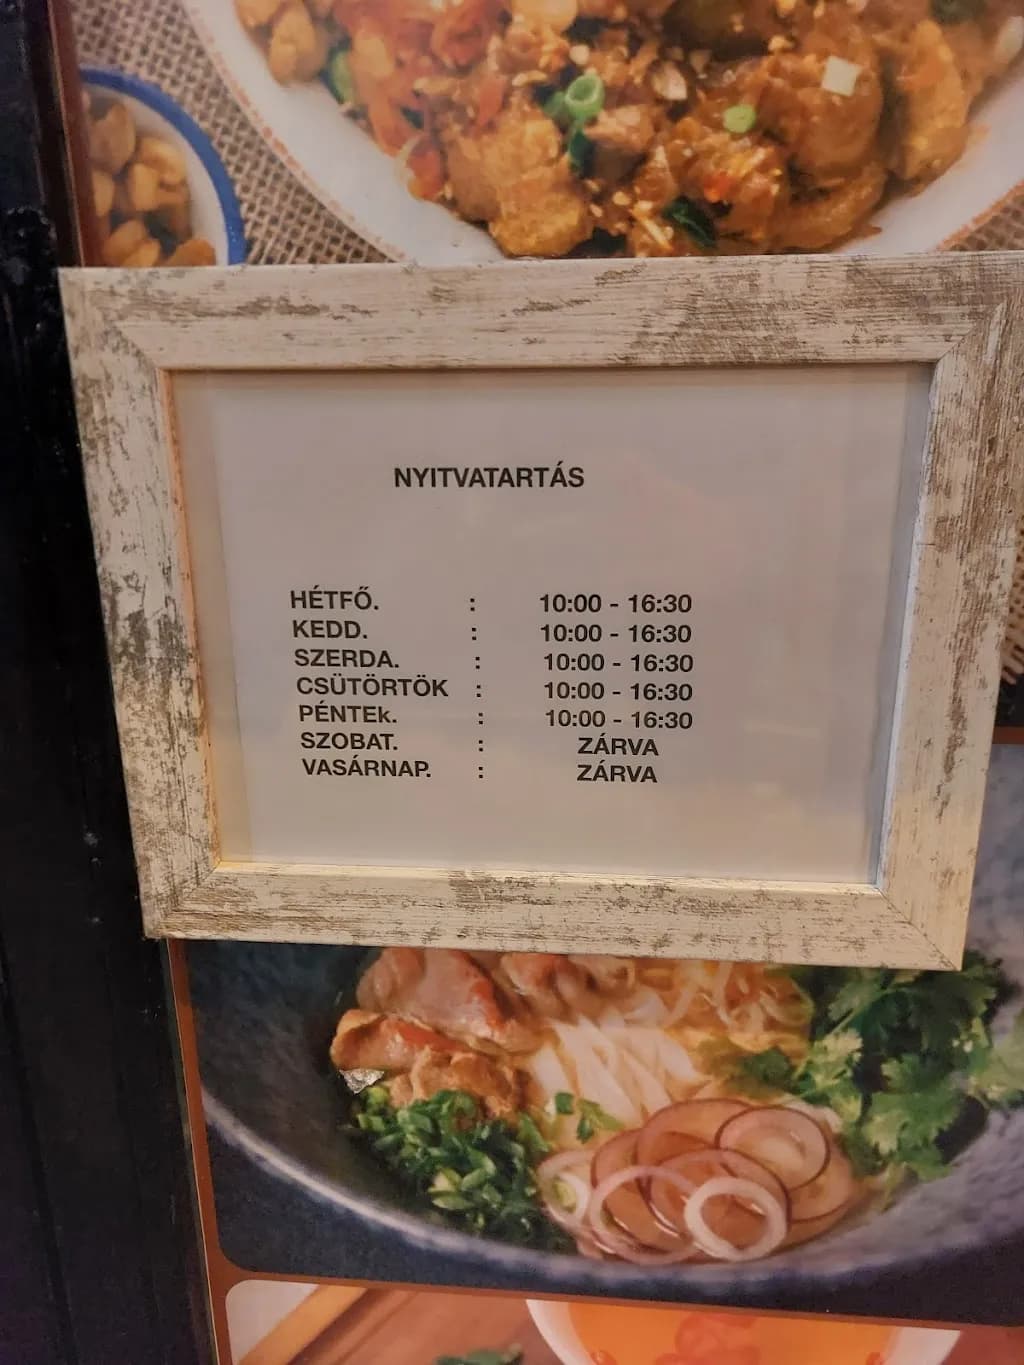 NYITVATARTÁS
HÉTFŐ. : 10:00 - 16:30
KEDD. : 10:00 - 16:30
SZERDA. : 10:00 - 16:30
CSÜTÖRTÖK : 10:00 - 16:30
PÉNTEk. : 10:00 - 16:30
SZOBAT. : ZÁRVA
VASÁRNAP. : ZÁRVA